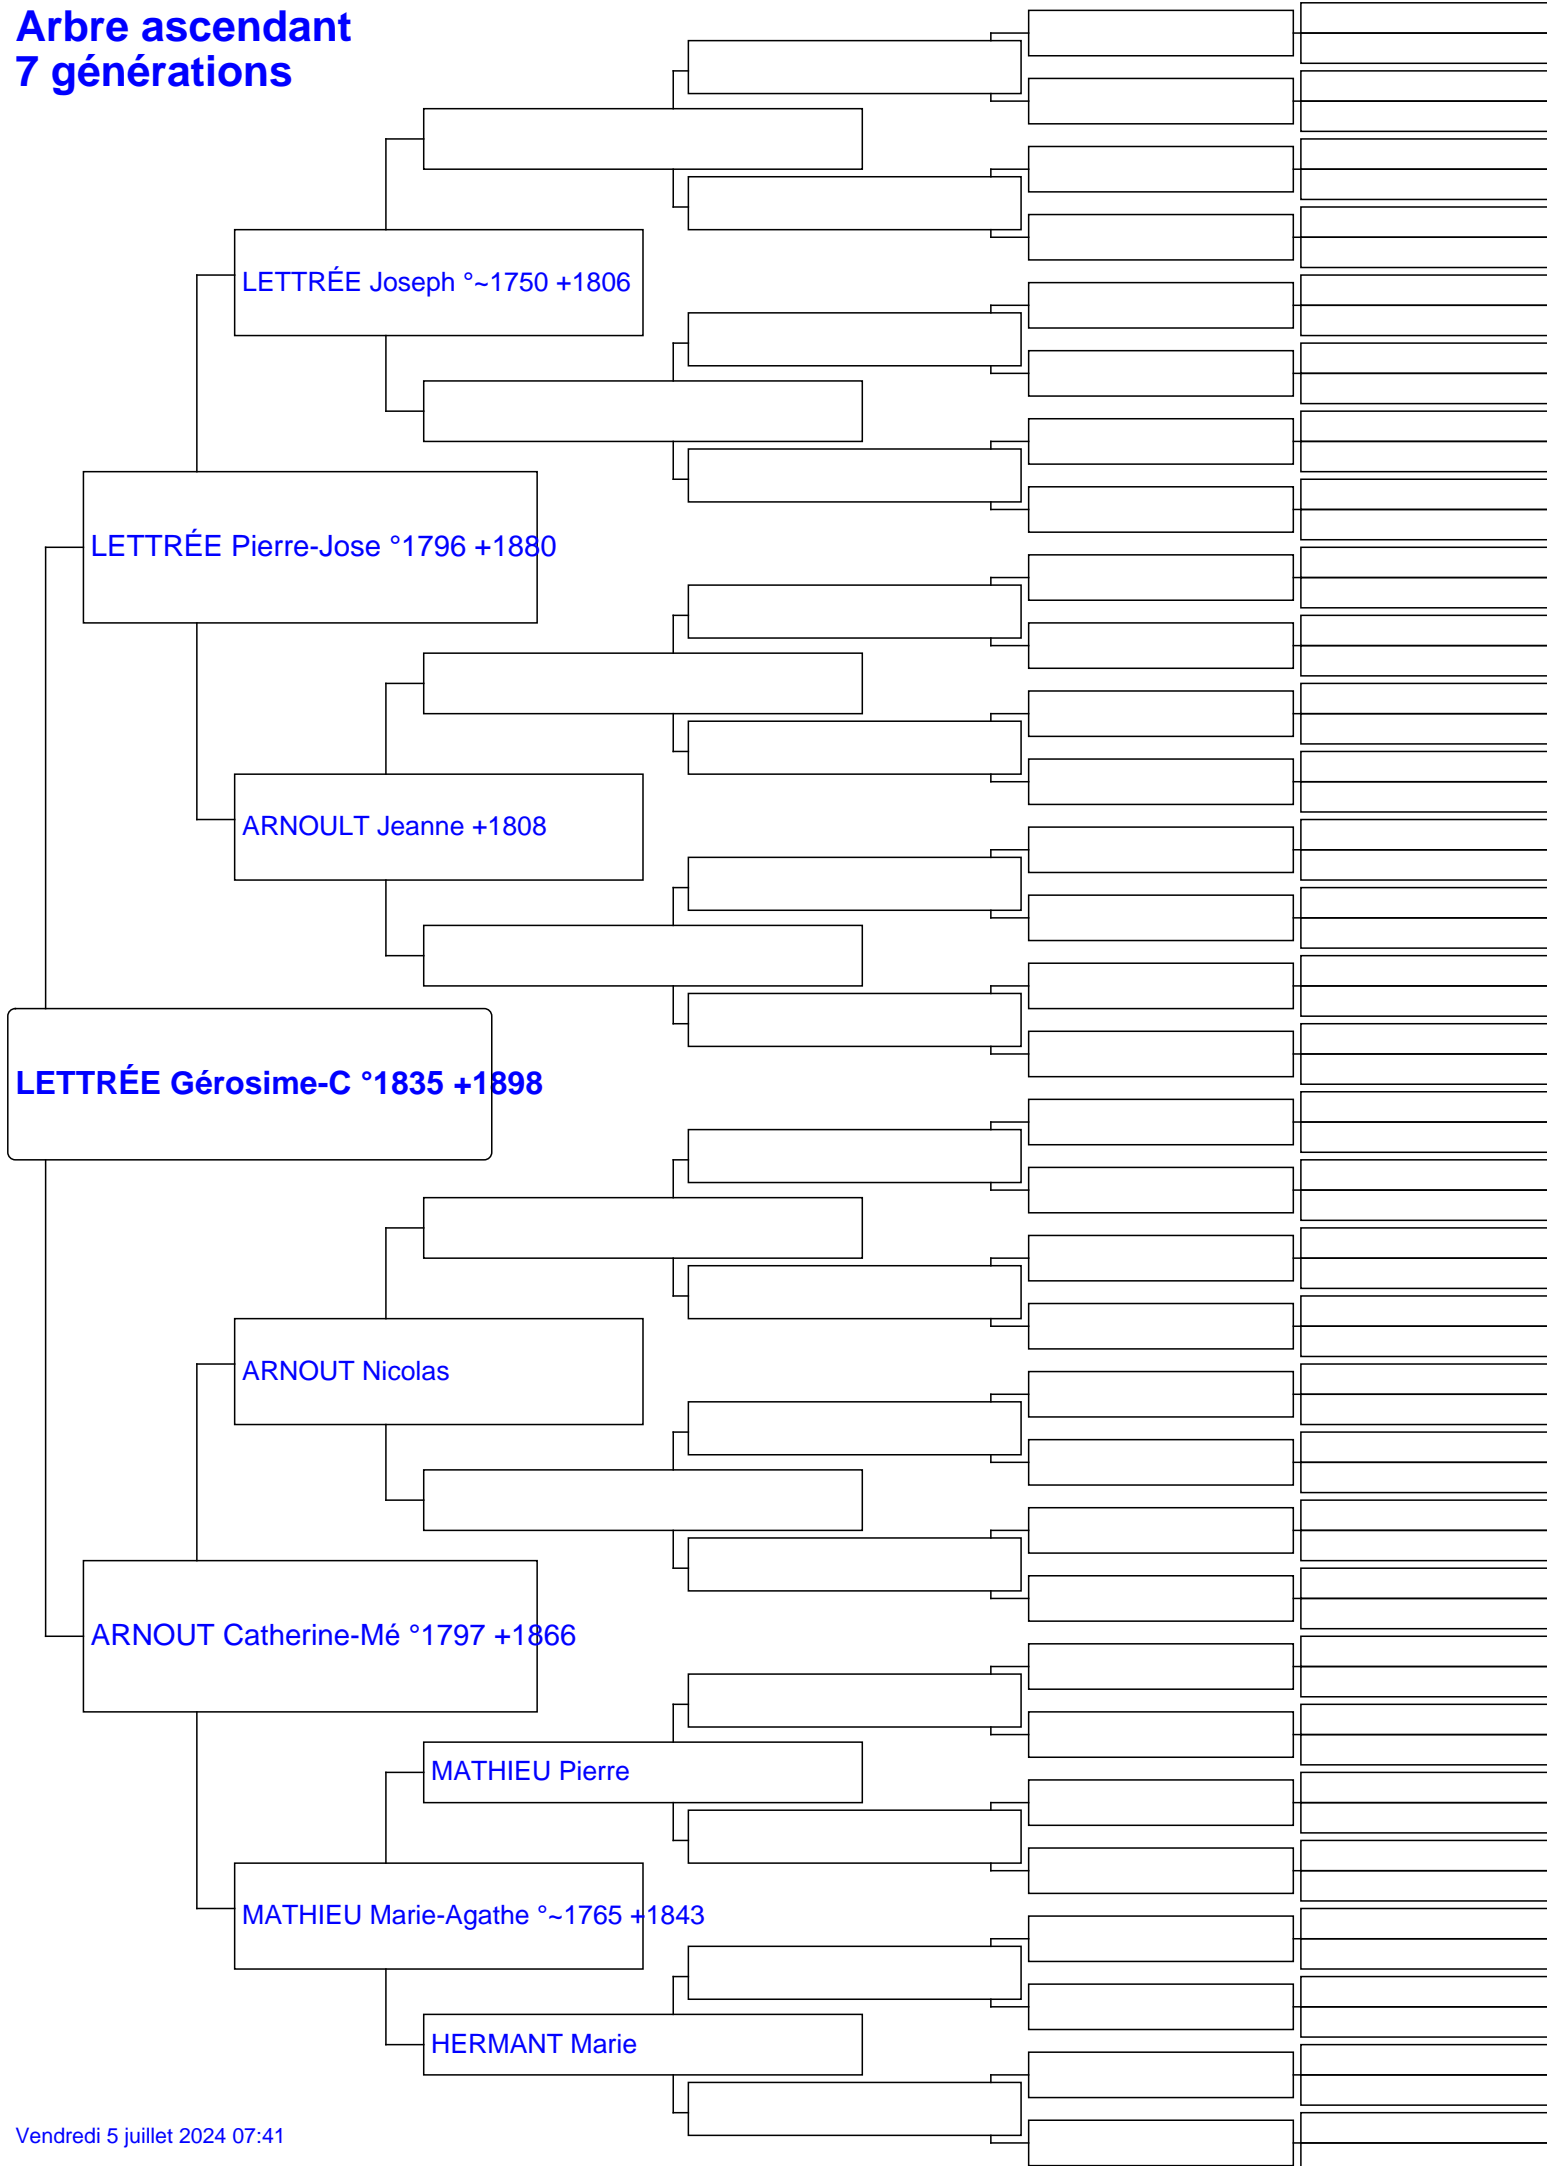 Arbre ascendant
7 générations
LETTRÉE Joseph °~1750 +1806
LETTRÉE Pierre-Jose °1796 +1880
ARNOULT Jeanne +1808
LETTRÉE Gérosime-C °1835 +1898
ARNOUT Nicolas
ARNOUT Catherine-Mé °1797 +1866
MATHIEU Pierre
MATHIEU Marie-Agathe °~1765 +1843
HERMANT Marie
Vendredi 5 juillet 2024 07:41